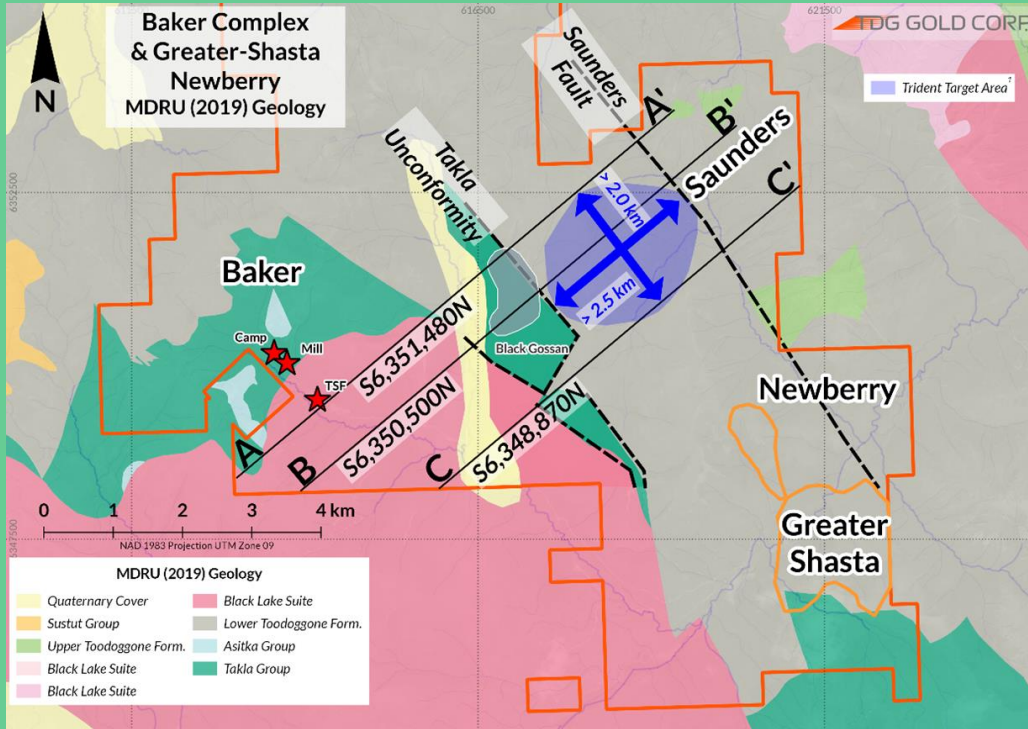 Baker Complex
& Greater-Shasta
Newberry
MDRU (2019) Geology
N
616500
621500
TDG GOLD CORP.
Trident Target Area?
Saunders
Fault
Takla
Unconformity
A'
B'
C'
Saunders
> 2.0 km
> 2.5 km
6352500
Baker
Camp
Mill
TSF
Black Gossan
S6,351,480N
S6,350,500N
S6,348,870N
A
B
C
Newberry
Greater
Shasta
0 1 2 3 4 km
NAD 1983 Projection UTM Zone 09
6347500
MDRU (2019) Geology
Quaternary Cover
Sustut Group
Upper Toodoggone Form.
Black Lake Suite
Black Lake Suite
Black Lake Suite
Lower Toodoggone Form.
Asitka Group
Takla Group